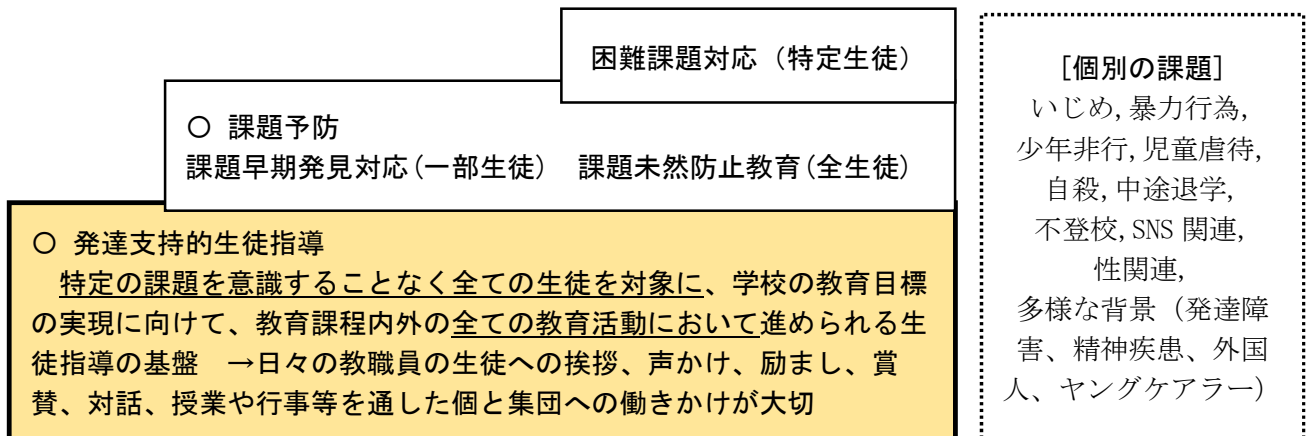 困難課題対応（特定生徒）
○ 課題予防
課題早期発見対応(一部生徒)　課題未然防止教育(全生徒)
○ 発達支持的生徒指導
　特定の課題を意識することなく全ての生徒を対象に、学校の教育目標
の実現に向けて、教育課程内外の全ての教育活動において進められる生
徒指導の基盤　→日々の教職員の生徒への挨拶、声かけ、励まし、賞
賛、対話、授業や行事等を通した個と集団への働きかけが大切
[個別の課題]
いじめ,暴力行為,
少年非行,児童虐待,
自殺,中途退学,
不登校,SNS 関連,
性関連,
多様な背景（発達障
害、精神疾患、外国
人、ヤングケアラー）